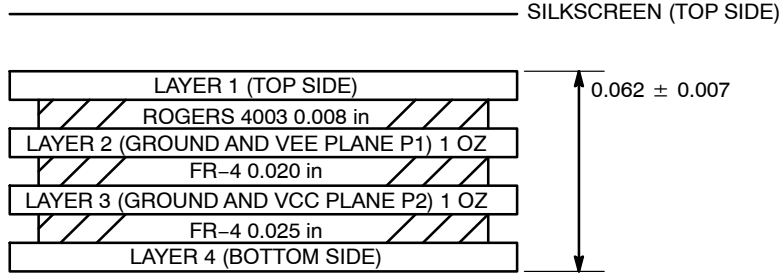 SILKSCREEN (TOP SIDE)
LAYER 1 (TOP SIDE)
0.062 ± 0.007
ROGERS 4003 0.008 in
LAYER 2 (GROUND AND VEE PLANE P1) 1 OZ
FR−4 0.020 in
LAYER 3 (GROUND AND VCC PLANE P2) 1 OZ
FR−4 0.025 in
LAYER 4 (BOTTOM SIDE)